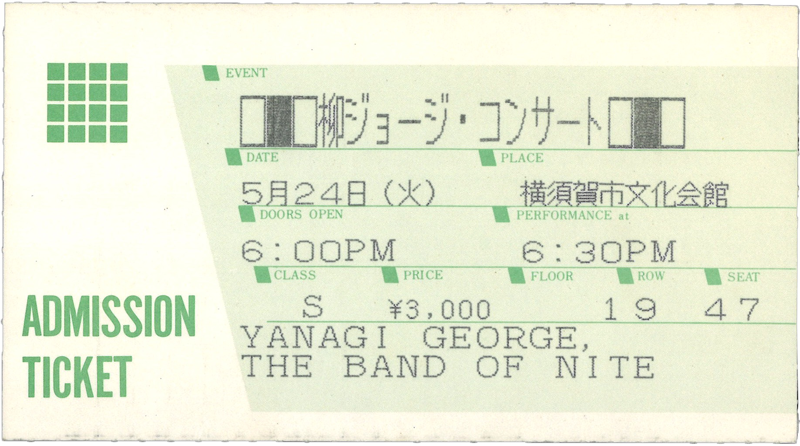 EVENT
□■□柳ジョージ・コンサート□■□
DATE PLACE
5月24日(火) 横須賀市文化会館
DOORS OPEN PERFORMANCE at
6:00PM 6:30PM
CLASS PRICE FLOOR ROW SEAT
S ¥3,000 19 47
YANAGI GEORGE,
THE BAND OF NITE
ADMISSION
TICKET